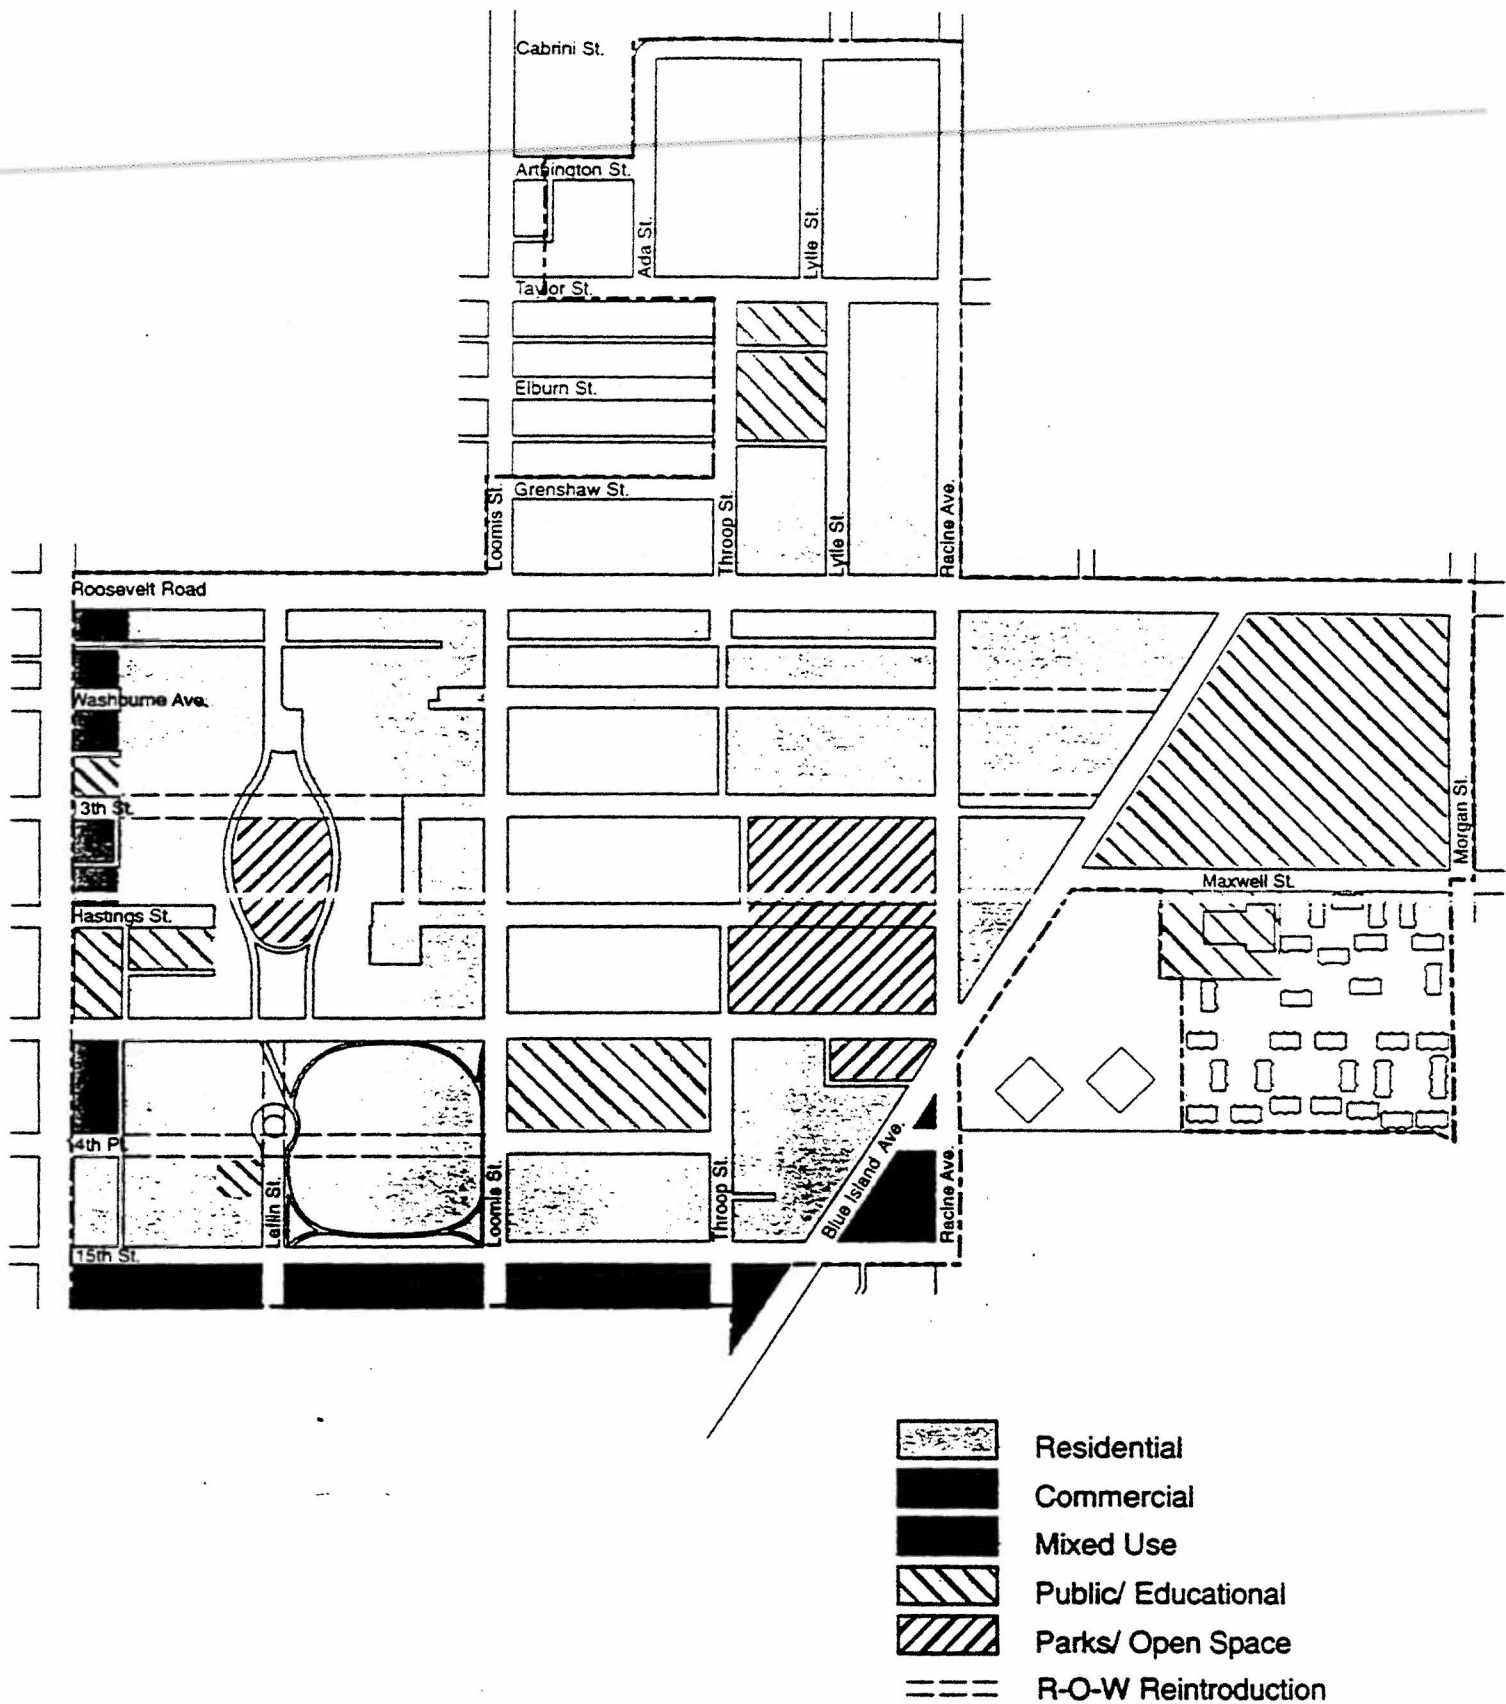 Cabrini St.
Arthington St.
Ada St.
Lytle St.
Taylor St.
Elburn St.
Grenshaw St.
Loomis St.
Throop St.
Lytle St.
Racine Ave.
Roosevelt Road
Washburne Ave.
3th St.
Morgan St.
Maxwell St.
Hastings St.
4th Pl.
Laflin St.
Loomis St.
Throop St.
Blue Island Ave.
Racine Ave.
15th St.
Residential
Commercial
Mixed Use
Public/ Educational
Parks/ Open Space
R-O-W Reintroduction